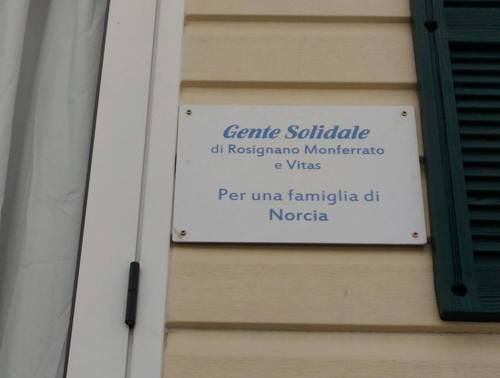 Gente Solidale
di Rosignano Monferrato
e Vitas
Per una famiglia di
Norcia